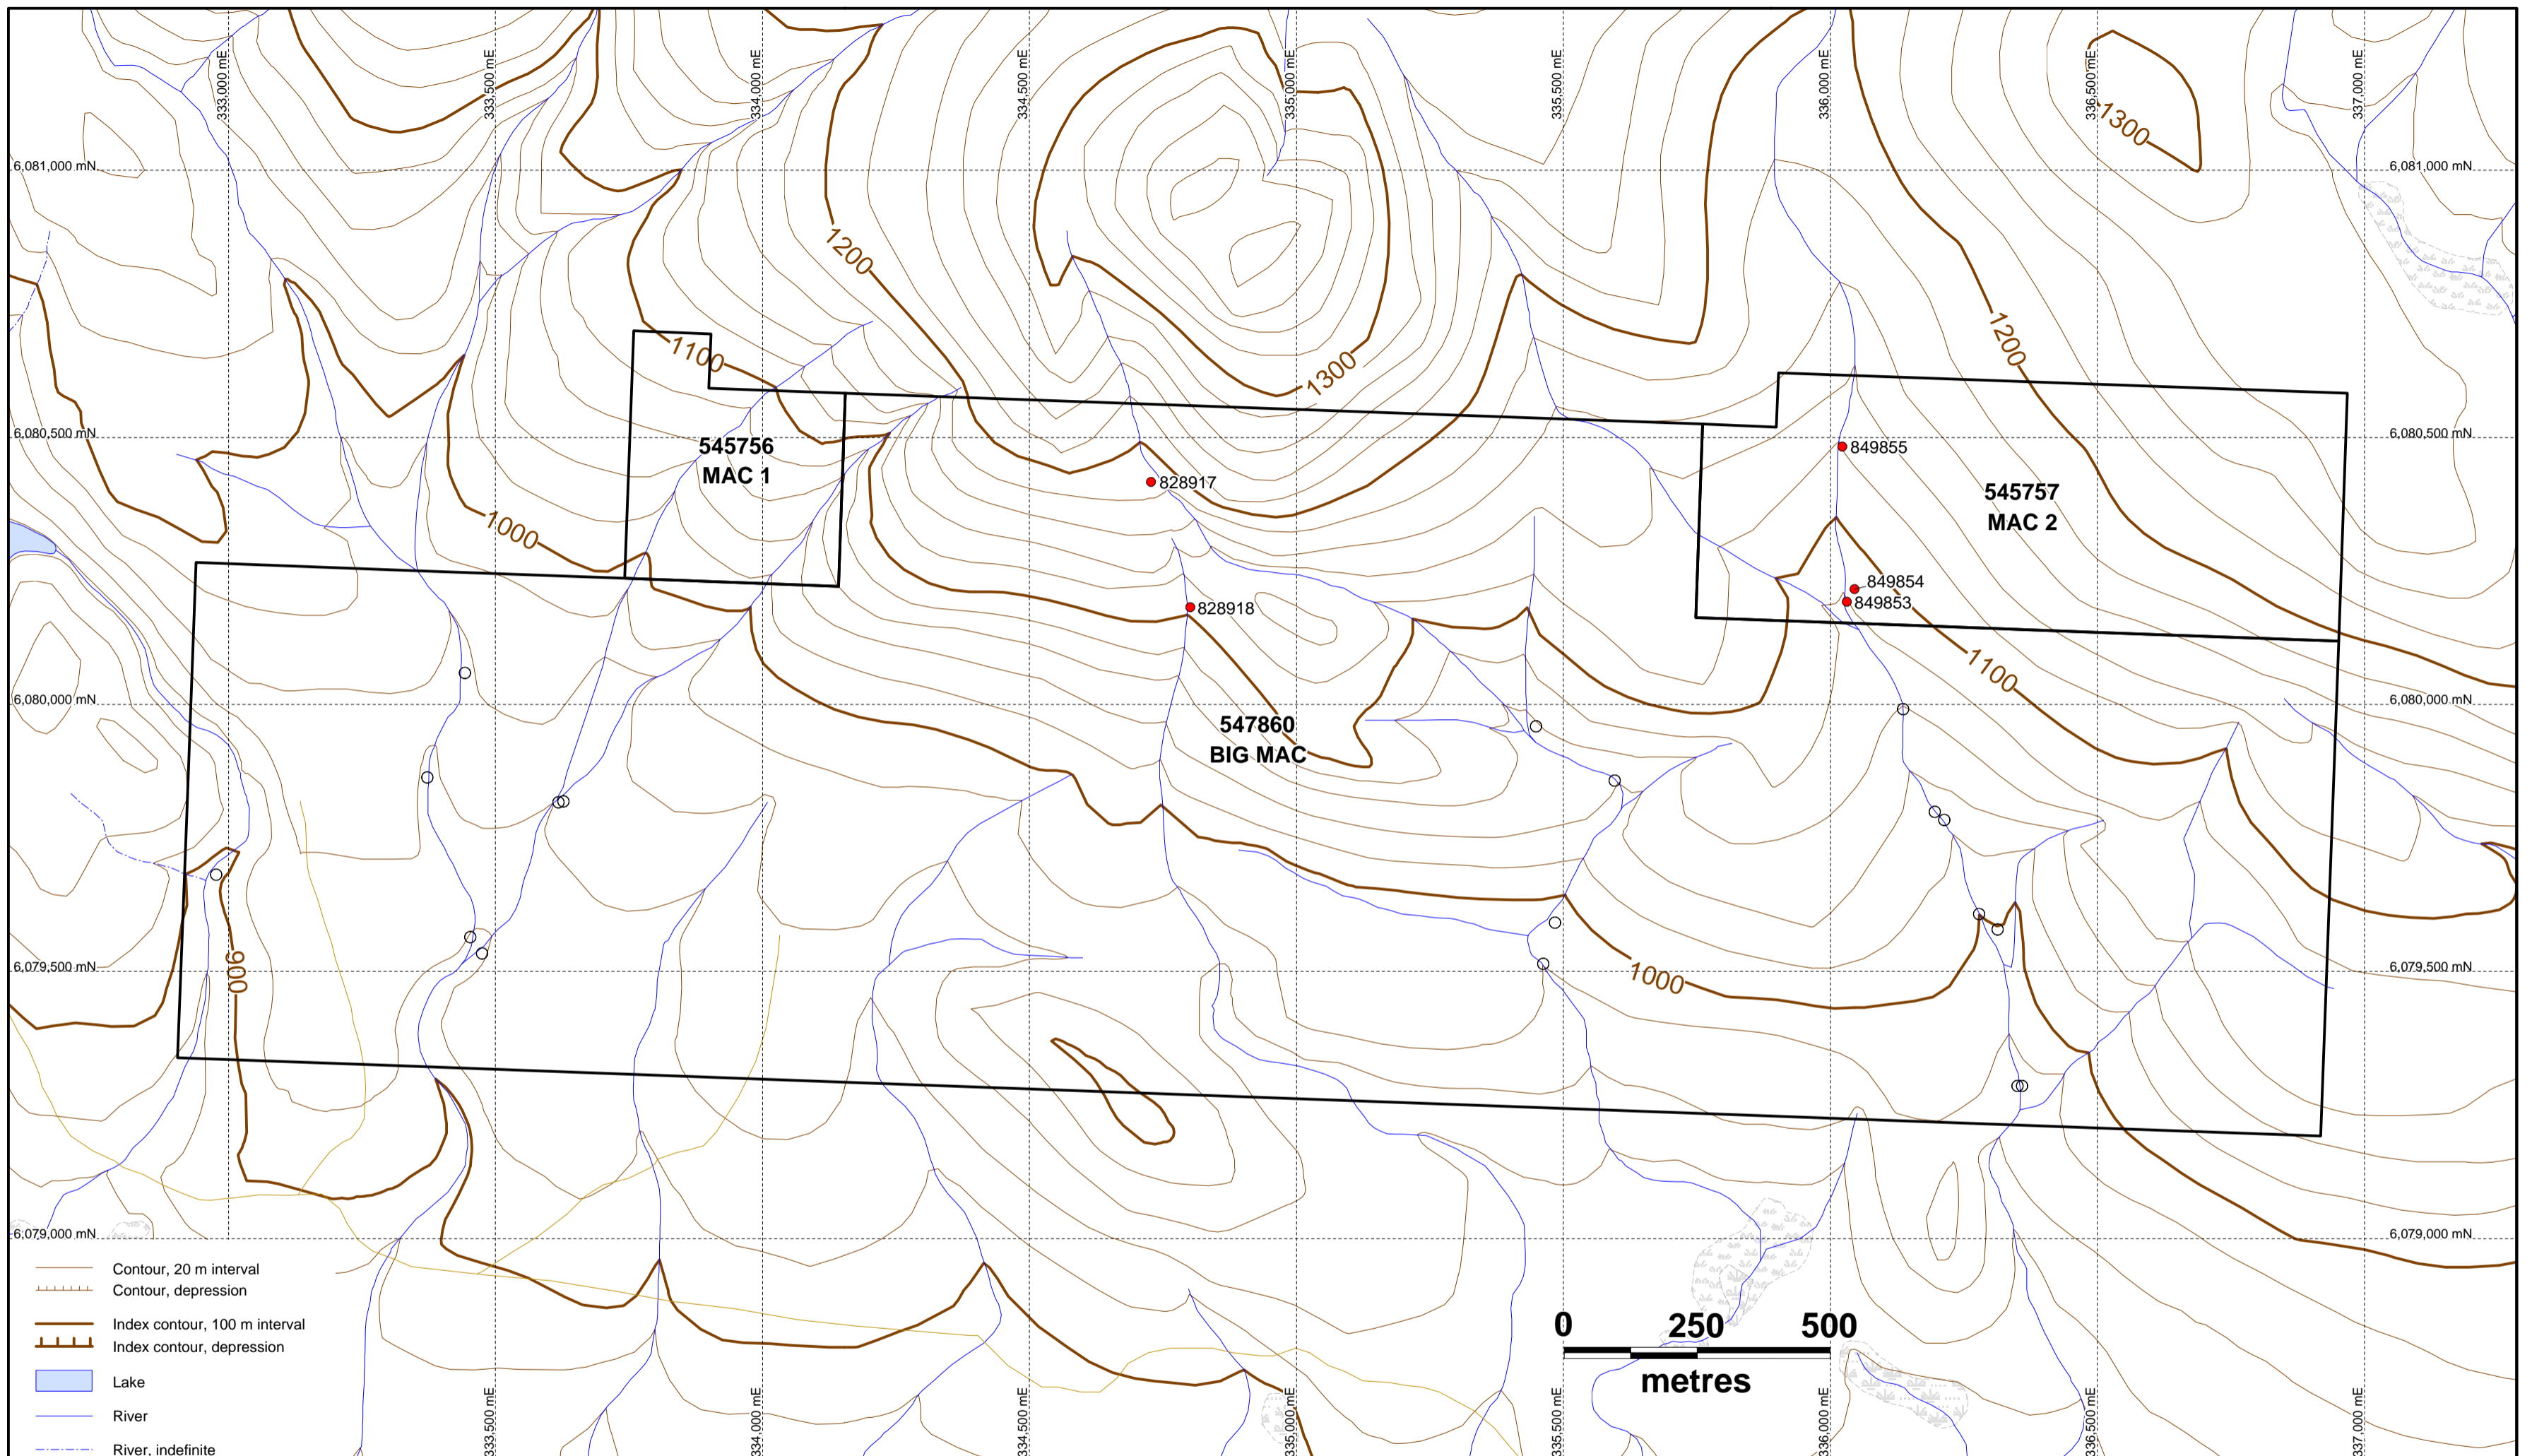 333,000 mE
333,500 mE
334,000 mE
334,500 mE
335,000 mE
335,500 mE
336,000 mE
336,500 mE
337,000 mE
1300
6,081,000 mN
6,081,000 mN
1200
1200
1100
1300
6,080,500 mN
6,080,500 mN
545756
MAC 1
849855
828917
545757
MAC 2
1000
849854
849853
828918
1100
6,080,000 mN
6,080,000 mN
547860
BIG MAC
900
6,079,500 mN
6,079,500 mN
1000
6,079,000 mN
6,079,000 mN
Contour, 20 m interval
Contour, depression
Index contour, 100 m interval
Index contour, depression
Lake
River
River, indefinite
0 250 500
metres
333,500 mE
334,000 mE
334,500 mE
335,000 mE
335,500 mE
336,000 mE
336,500 mE
337,000 mE